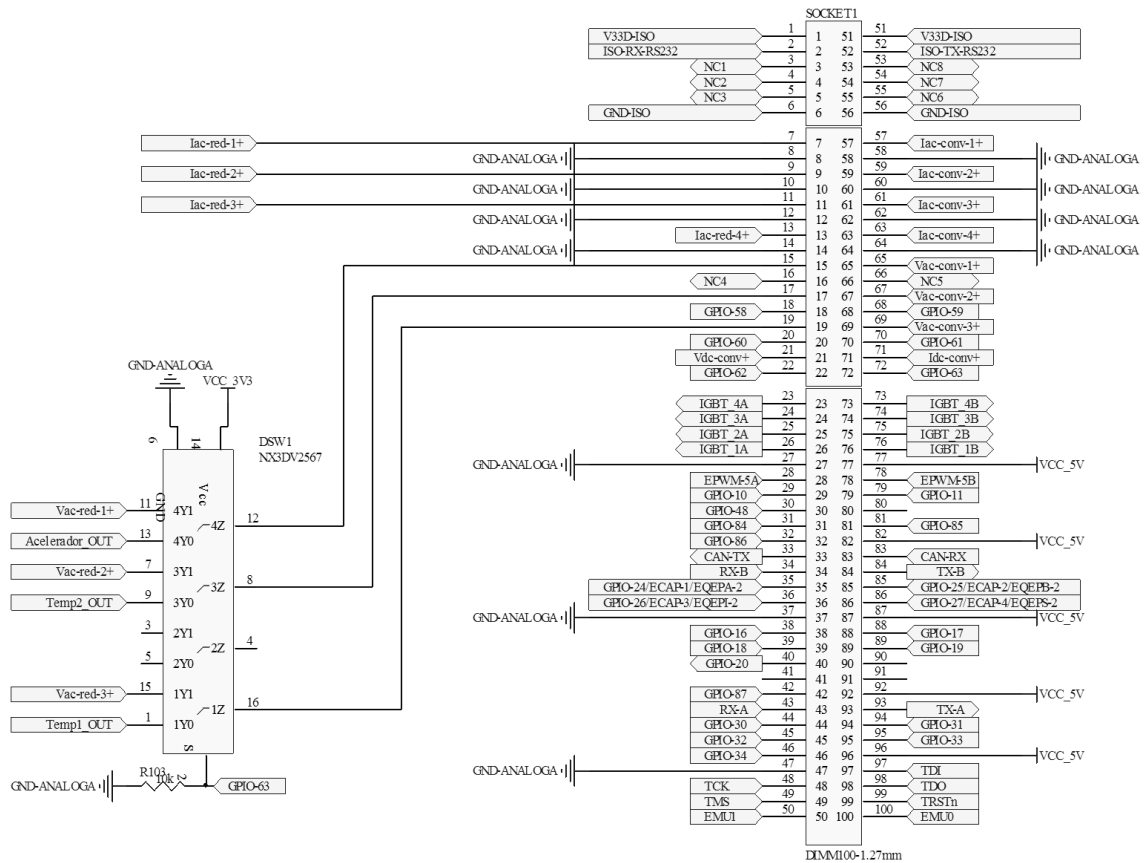 SOCKET1
V33D-ISO 1 1 51 51 V33D-ISO
ISO-RX-RS232 2 2 52 52 ISO-TX-RS232
NC1 3 3 53 53 NC8
NC2 4 4 54 54 NC7
NC3 5 5 55 55 NC6
GND-ISO 6 6 56 56 GND-ISO
Iac-red-1+ 7 7 57 57 Iac-conv-1+
GND-ANALOGA 8 8 58 58 GND-ANALOGA
Iac-red-2+ 9 9 59 59 Iac-conv-2+
GND-ANALOGA 10 10 60 60 GND-ANALOGA
Iac-red-3+ 11 11 61 61 Iac-conv-3+
GND-ANALOGA 12 12 62 62 GND-ANALOGA
Iac-red-4+ 13 13 63 63 Iac-conv-4+
GND-ANALOGA 14 14 64 64 GND-ANALOGA
15 15 65 65 Vac-conv-1+
NC4 16 16 66 66 NC5
17 17 67 67 Vac-conv-2+
GPIO-58 18 18 68 68 GPIO-59
19 19 69 69 Vac-conv-3+
GPIO-60 20 20 70 70 GPIO-61
Vdc-conv+ 21 21 71 71 Idc-conv+
GPIO-62 22 22 72 72 GPIO-63
IGBT_4A 23 23 73 73 IGBT_4B
IGBT_3A 24 24 74 74 IGBT_3B
IGBT_2A 25 25 75 75 IGBT_2B
IGBT_1A 26 26 76 76 IGBT_1B
GND-ANALOGA 27 27 77 77 VCC_5V
EPWM-5A 28 28 78 78 EPWM-5B
GPIO-10 29 29 79 79 GPIO-11
GPIO-48 30 30 80 80
GPIO-84 31 31 81 81 GPIO-85
GPIO-86 32 32 82 82 VCC_5V
CAN-TX 33 33 83 83 CAN-RX
RX-B 34 34 84 84 TX-B
GPIO-24/ECAP-1/EQEPA-2 35 35 85 85 GPIO-25/ECAP-2/EQEPB-2
GPIO-26/ECAP-3/EQEPI-2 36 36 86 86 GPIO-27/ECAP-4/EQEPS-2
GND-ANALOGA 37 37 87 87 VCC_5V
GPIO-16 38 38 88 88 GPIO-17
GPIO-18 39 39 89 89 GPIO-19
GPIO-20 40 40 90 90
41 41 91 91
GPIO-87 42 42 92 92 VCC_5V
RX-A 43 43 93 93 TX-A
GPIO-30 44 44 94 94 GPIO-31
GPIO-32 45 45 95 95 GPIO-33
GPIO-34 46 46 96 96 VCC_5V
GND-ANALOGA 47 47 97 97 TDI
TCK 48 48 98 98 TDO
TMS 49 49 99 99 TRSTn
EMU1 50 50 100 100 EMU0
DIMM100-1.27mm
GND-ANALOGA
VCC_3V3
6 14
DSW1
NX3DV2567
GND Vcc
Vac-red-1+ 11 4Y1
4Z 12
Acelerador_OUT 13 4Y0
Vac-red-2+ 7 3Y1
3Z 8
Temp2_OUT 9 3Y0
3 2Y1
2Z 4
5 2Y0
Vac-red-3+ 15 1Y1
1Z 16
Temp1_OUT 1 1Y0
S
R103
GND-ANALOGA 10k 2 GPIO-63